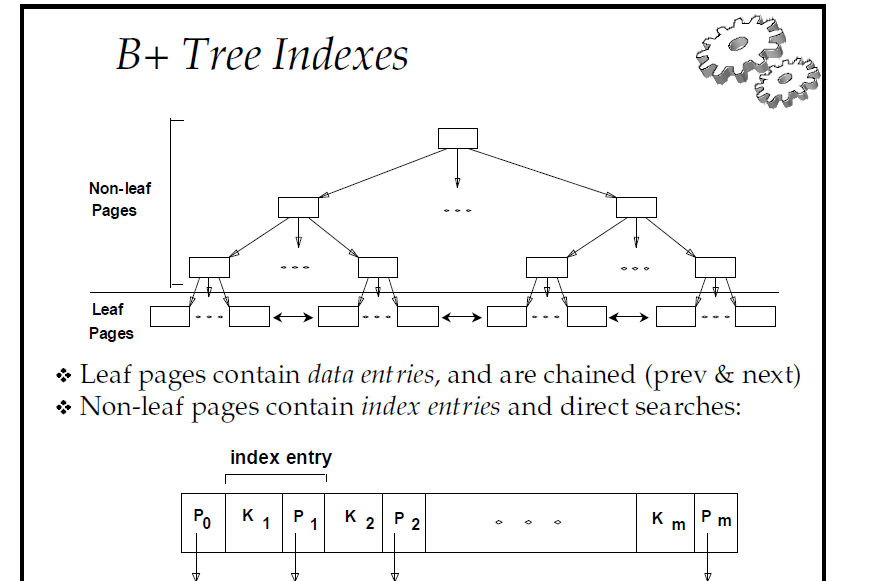 B+ Tree Indexes
Non-leaf
Pages
Leaf
Pages
❖ Leaf pages contain data entries, and are chained (prev & next)
❖ Non-leaf pages contain index entries and direct searches:
index entry
P0 K1 P1 K2 P2 Km Pm